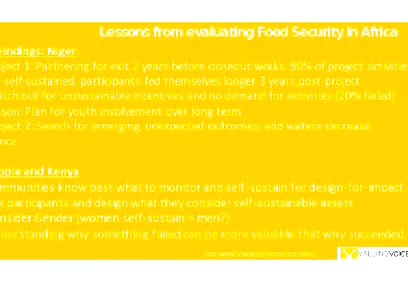 Lessons from evaluating Food Security in Africa
Findings: Niger:
oject 1: Partnering for exit 2 years before closeout works: 80% of project activities
self sustained, participants fed themselves longer 3 years post-project
atch out for unsustainable incentives and no demand for activities (20% failed)
son: Plan for youth involvement over long term
oject 2: Search for emerging, unexpected outcomes: add water= decrease
nce
opia and Kenya
mmunities know best what to monitor and self-sustain for design-for-impact
k participants and design what they consider self-sustainable assets
nsider Gender (women self-sustain > men?)
derstanding why something failed can be more valuable that why succeeded
VALUINGVOICE